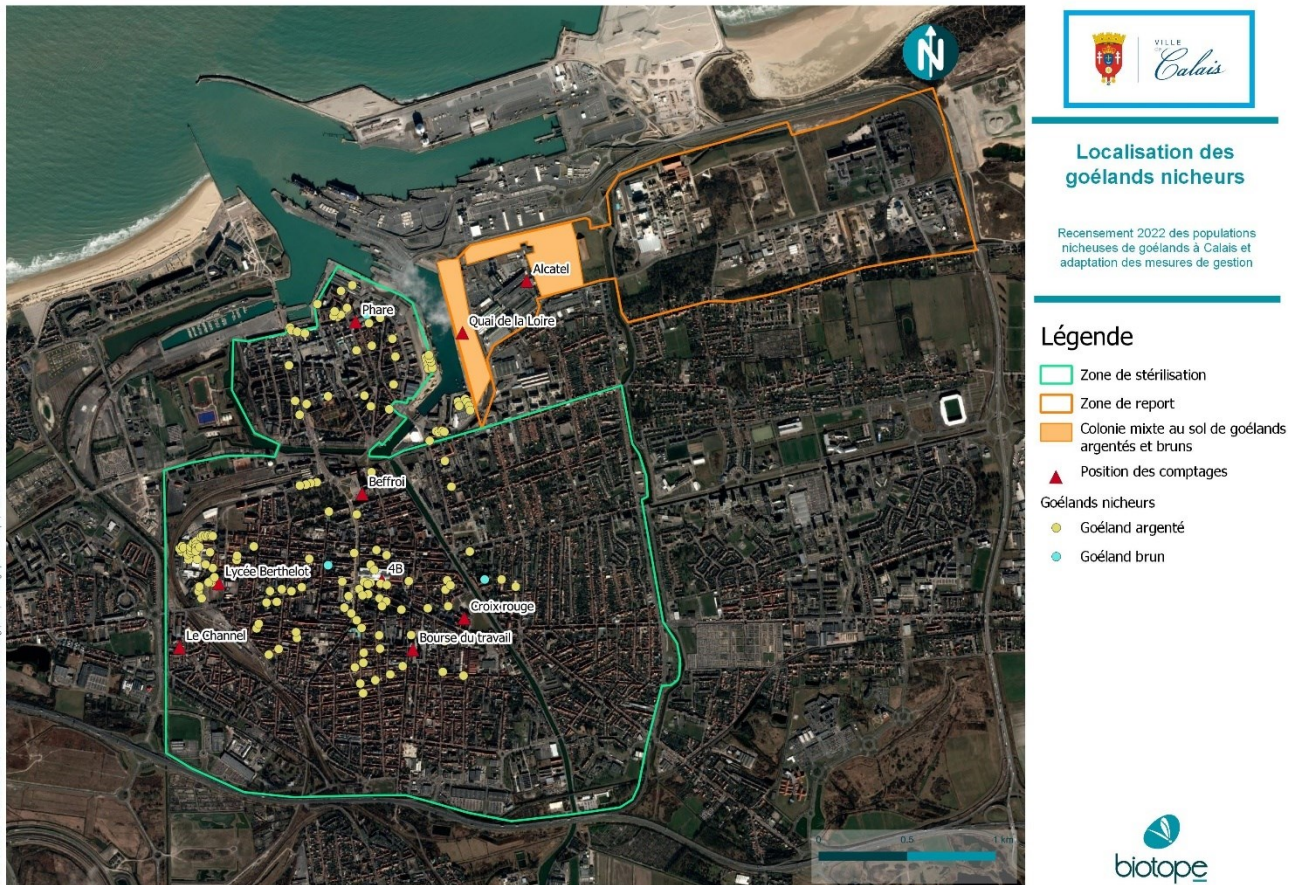 N
VILLE
DE
Calais
Localisation des
goélands nicheurs
Recensement 2022 des populations
nicheuses de goélands à Calais et
adaptation des mesures de gestion
Légende
Zone de stérilisation
Zone de report
Colonie mixte au sol de goélands
argentés et bruns
Position des comptages
Goélands nicheurs
Goéland argenté
Goéland brun
biotope
Alcatel
Phare
Quai de la Loire
Beffroi
Lycée Berthelot
4B
Croix rouge
Le Channel
Bourse du travail
0
0.5
1 km